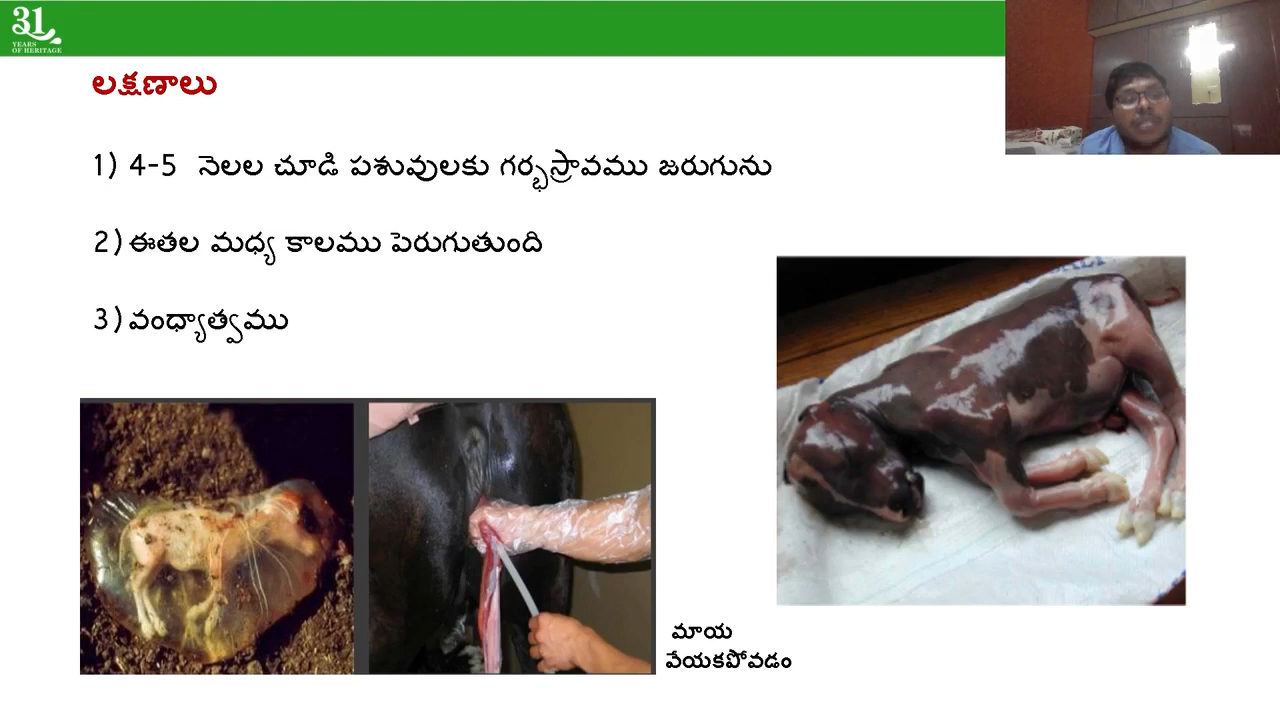 31
YEARS
OF HERITAGE
లక్షణాలు
1) 4-5 నెలల చూడి పశువులకు గర్భస్రావము జరుగును
2) ఈతల మధ్య కాలము పెరుగుతుంది
3) వంధ్యాత్వము
మాయ
వేయకపోవడం